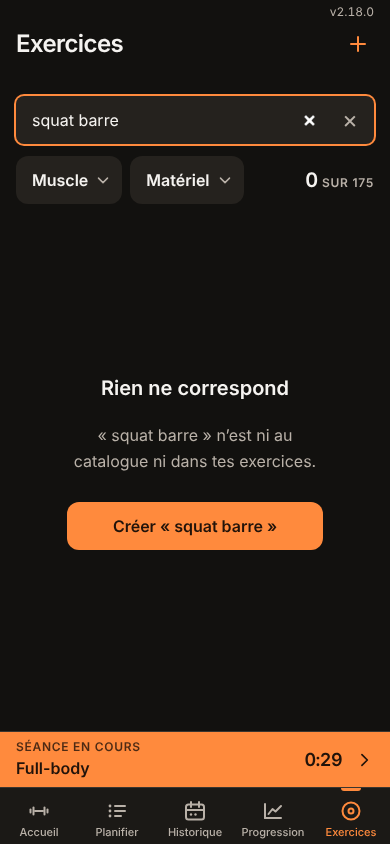 v2.18.0
Exercices
squat barre
Muscle
Matériel
0 SUR 175
Rien ne correspond
« squat barre » n’est ni au
catalogue ni dans tes exercices.
Créer « squat barre »
SÉANCE EN COURS
Full-body
0:29
Accueil
Planifier
Historique
Progression
Exercices